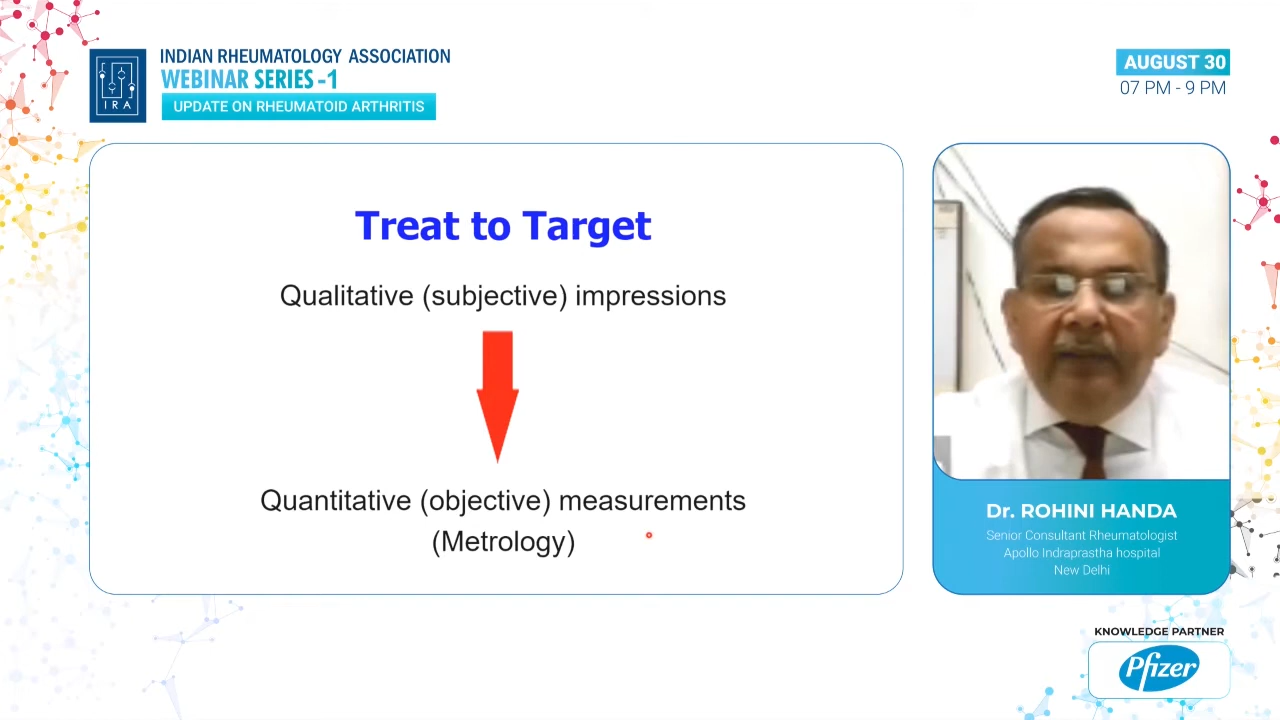 INDIAN RHEUMATOLOGY ASSOCIATION
WEBINAR SERIES -1
UPDATE ON RHEUMATOID ARTHRITIS
IRA
AUGUST 30
07 PM - 9 PM
Treat to Target
Qualitative (subjective) impressions
Quantitative (objective) measurements
(Metrology)
Dr. ROHINI HANDA
Senior Consultant Rheumatologist
Apollo Indraprastha hospital
New Delhi
KNOWLEDGE PARTNER
Pfizer